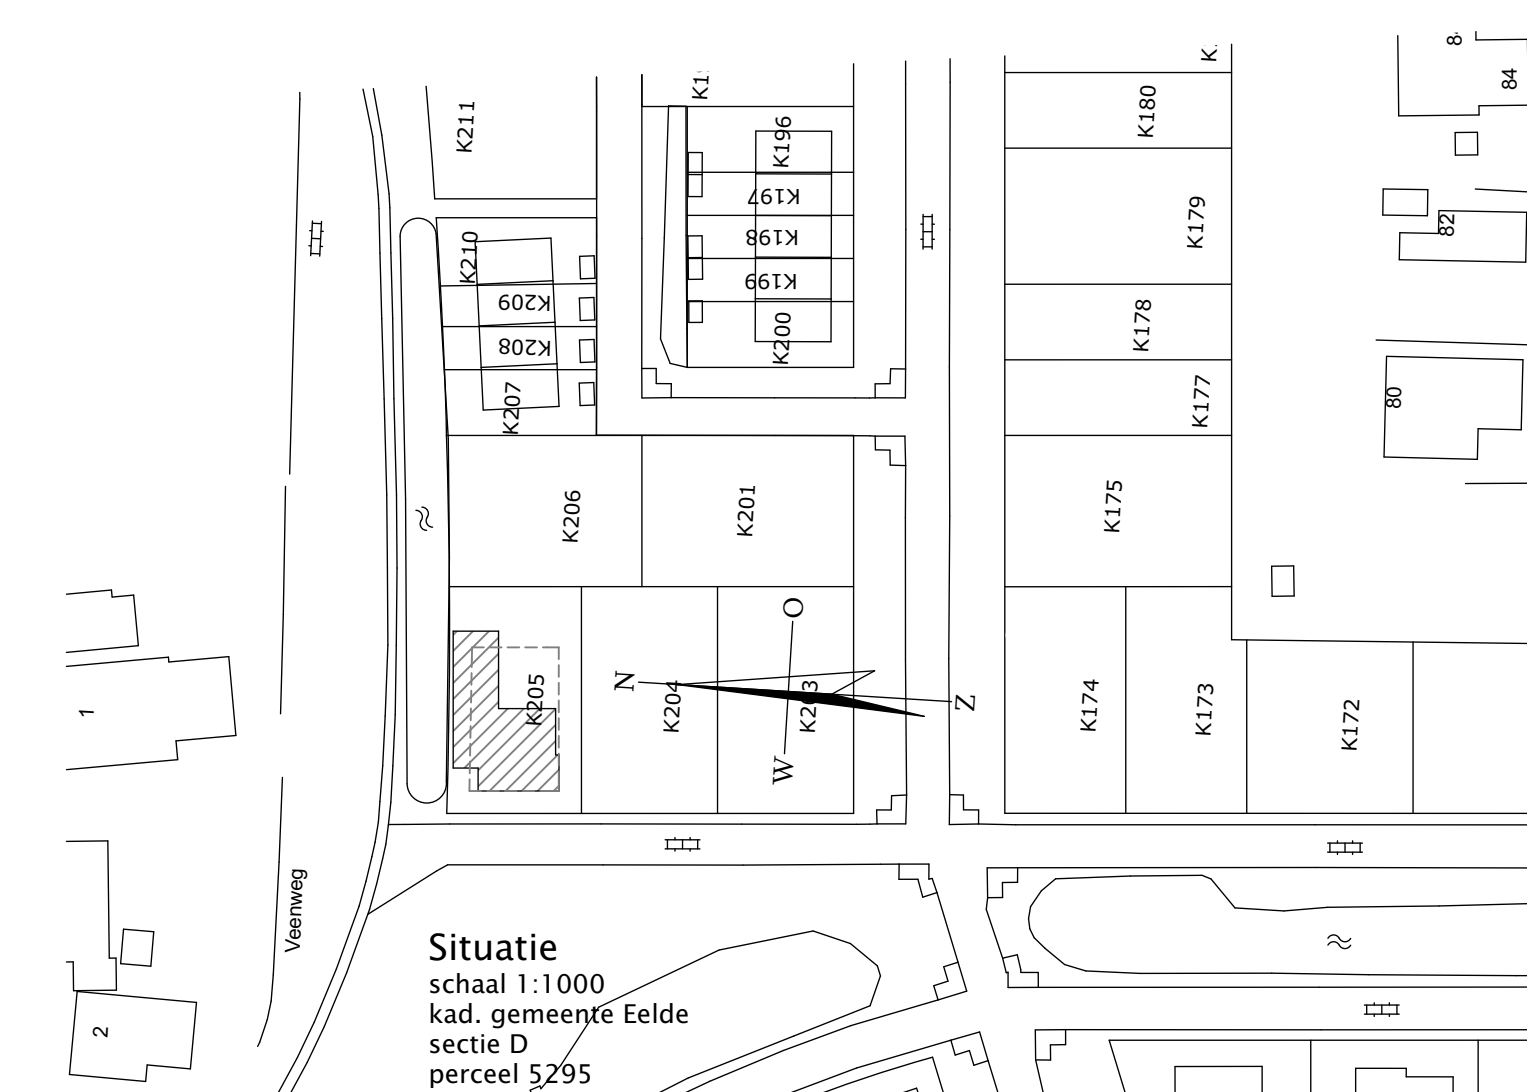 K211
K1
K196
K197
K198
K199
K200
K210
K209
K208
K207
K180
K179
K178
K177
84
82
80
K206
K201
K175
K205
K204
K203
N
O
Z
W
K174
K173
K172
1
2
Veenweg
Situatie
schaal 1:1000
kad. gemeente Eelde
sectie D
perceel 5295